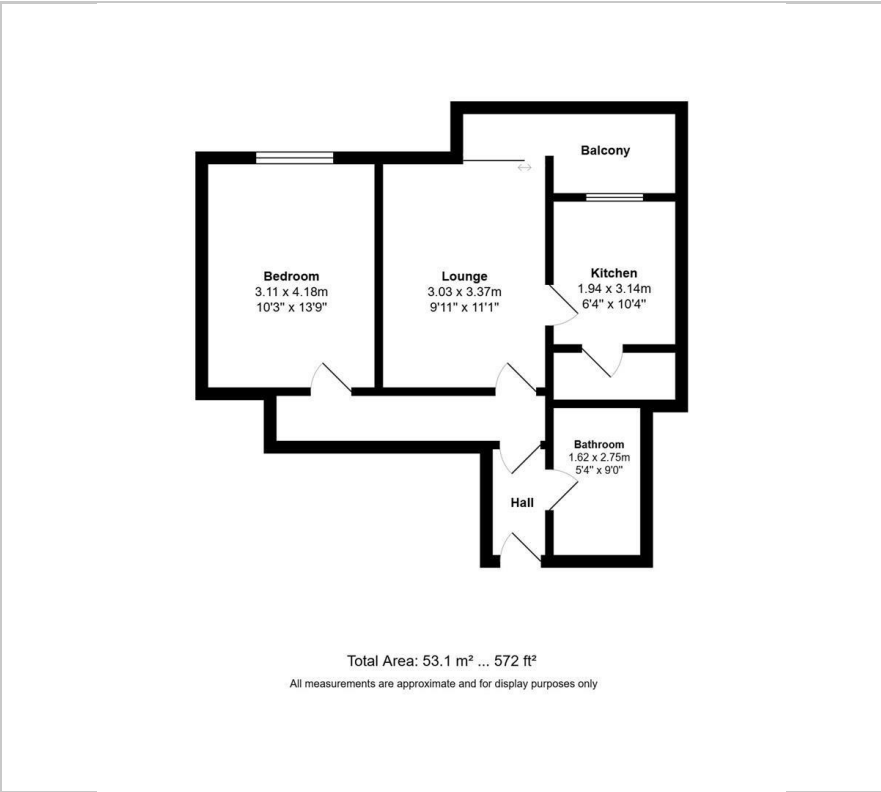 Balcony
Bedroom
3.11 x 4.18m
10'3" x 13'9"
Lounge
3.03 x 3.37m
9'11" x 11'1"
Kitchen
1.94 x 3.14m
6'4" x 10'4"
Bathroom
1.62 x 2.75m
5'4" x 9'0"
Hall
Total Area: 53.1 m² ... 572 ft²
All measurements are approximate and for display purposes only